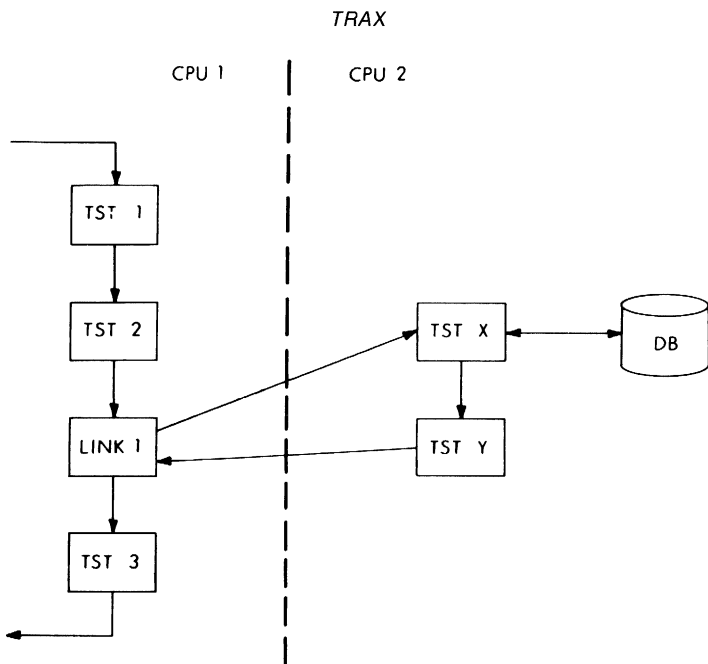 TRAX
CPU 1
CPU 2
TST 1
TST 2
TST X
DB
LINK 1
TST Y
TST 3